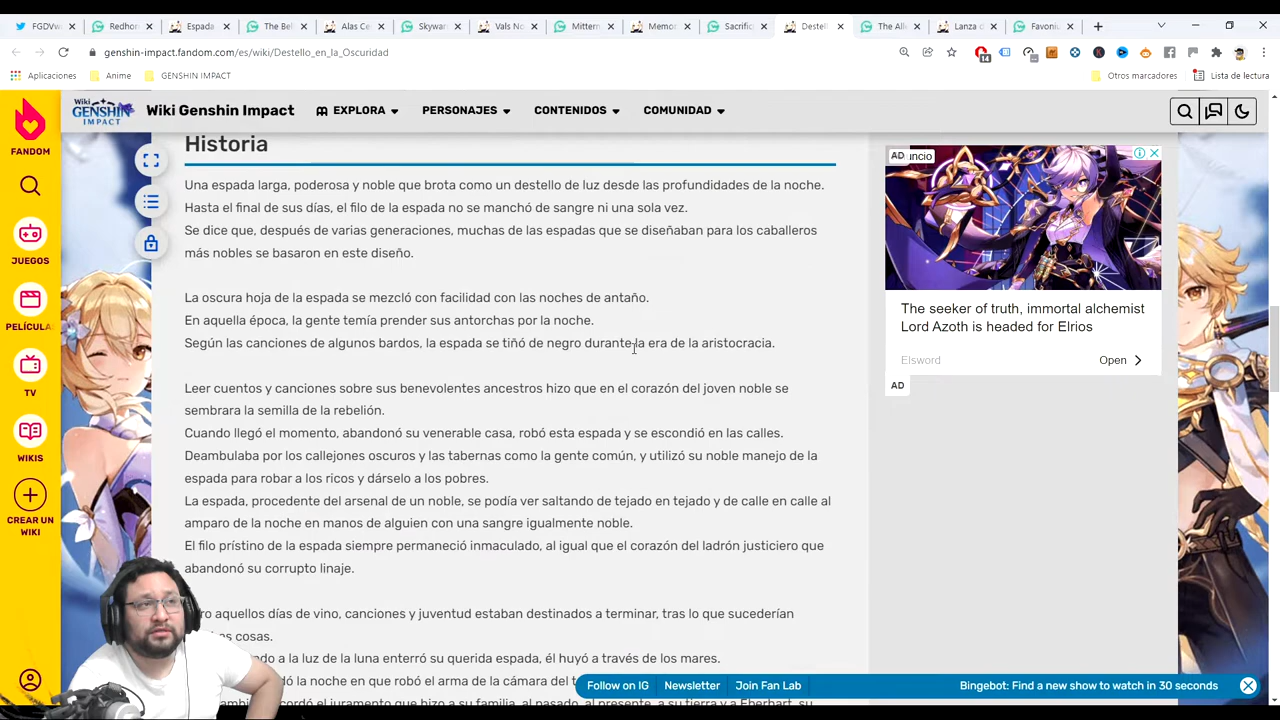 FGDVw
Redhor
Espada
The Bel
Alas Ce
Skywar
Vals No
Mitterm
Memor
Sacrific
Destell
The Alle
Lanza d
Favoniu
genshin-impact.fandom.com/es/wiki/Destello_en_la_Oscuridad
14
Aplicaciones
Anime
GENSHIN IMPACT
Otros marcadores
Lista de lectura
FANDOM
Wiki GENSHIN IMPACT
Wiki Genshin Impact
EXPLORA
PERSONAJES
CONTENIDOS
COMUNIDAD
JUEGOS
PELÍCULA
TV
WIKIS
CREAR UN
WIKI
Historia
Una espada larga, poderosa y noble que brota como un destello de luz desde las profundidades de la noche.
Hasta el final de sus días, el filo de la espada no se manchó de sangre ni una sola vez.
Se dice que, después de varias generaciones, muchas de las espadas que se diseñaban para los caballeros
más nobles se basaron en este diseño.
La oscura hoja de la espada se mezcló con facilidad con las noches de antaño.
En aquella época, la gente temía prender sus antorchas por la noche.
Según las canciones de algunos bardos, la espada se tiñó de negro durante la era de la aristocracia.
Leer cuentos y canciones sobre sus benevolentes ancestros hizo que en el corazón del joven noble se
sembrara la semilla de la rebelión.
Cuando llegó el momento, abandonó su venerable casa, robó esta espada y se escondió en las calles.
Deambulaba por los callejones oscuros y las tabernas como la gente común, y utilizó su noble manejo de la
espada para robar a los ricos y dárselo a los pobres.
La espada, procedente del arsenal de un noble, se podía ver saltando de tejado en tejado y de calle en calle al
amparo de la noche en manos de alguien con una sangre igualmente noble.
El filo prístino de la espada siempre permaneció inmaculado, al igual que el corazón del ladrón justiciero que
abandonó su corrupto linaje.
ro aquellos días de vino, canciones y juventud estaban destinados a terminar, tras lo que sucederían
as cosas.
ndo a la luz de la luna enterró su querida espada, él huyó a través de los mares.
dó la noche en que robó el arma de la cámara del t
ambi
cordó el juramento que hizo a su familia, al pasado, al presente, a su tierra y a Eberhart, su
AD
uncio
The seeker of truth, immortal alchemist
Lord Azoth is headed for Elrios
Elsword
Open
AD
Follow on IG
Newsletter
Join Fan Lab
Bingebot: Find a new show to watch in 30 seconds